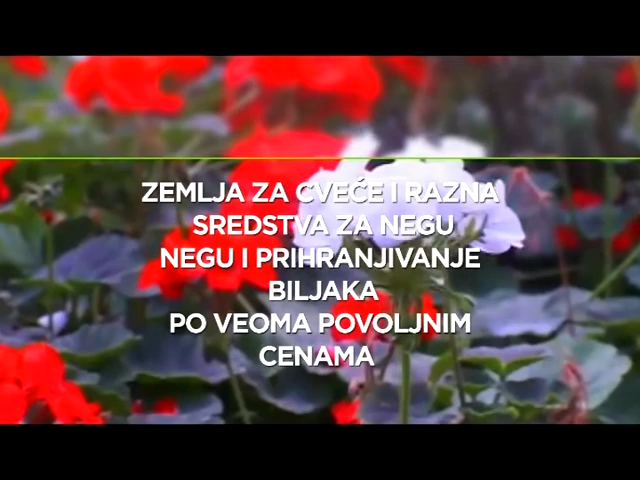 ZEMLJA ZA CVEĆE I RAZNA
SREDSTVA ZA NEGU
NEGU I PRIHRANJIVANJE
BILJAKA
PO VEOMA POVOLJNIM
CENAMA